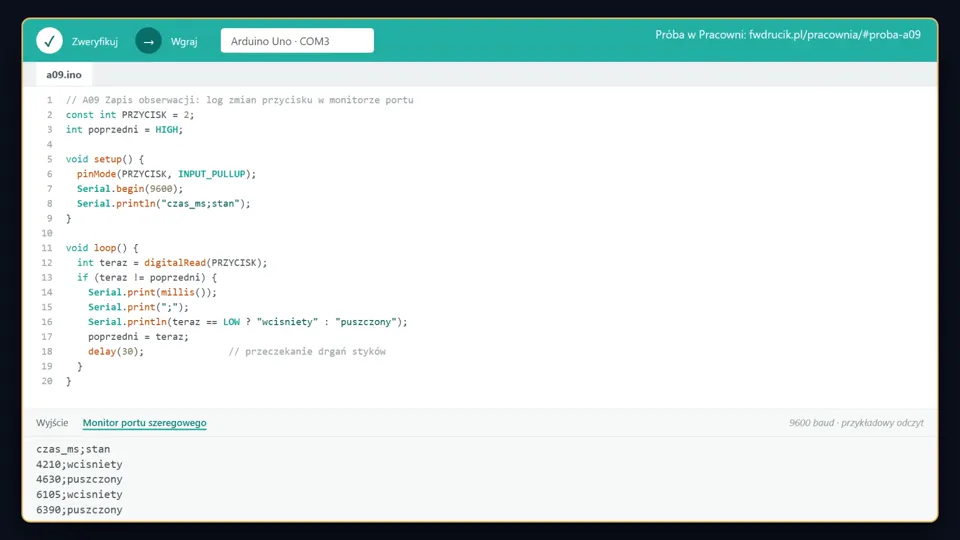 ✓ Zweryfikuj → Wgraj Arduino Uno · COM3 Próba w Pracowni: fwdrucik.pl/pracownia/#proba-a09
a09.ino
1 // A09 Zapis obserwacji: log zmian przycisku w monitorze portu
2 const int PRZYCISK = 2;
3 int poprzedni = HIGH;
4
5 void setup() {
6   pinMode(PRZYCISK, INPUT_PULLUP);
7   Serial.begin(9600);
8   Serial.println("czas_ms;stan");
9 }
10
11 void loop() {
12   int teraz = digitalRead(PRZYCISK);
13   if (teraz != poprzedni) {
14     Serial.print(millis());
15     Serial.print(";");
16     Serial.println(teraz == LOW ? "wcisniety" : "puszczony");
17     poprzedni = teraz;
18     delay(30);               // przeczekanie drgań styków
19   }
20 }
Wyjście Monitor portu szeregowego 9600 baud · przykładowy odczyt
czas_ms;stan
4210;wcisniety
4630;puszczony
6105;wcisniety
6390;puszczony